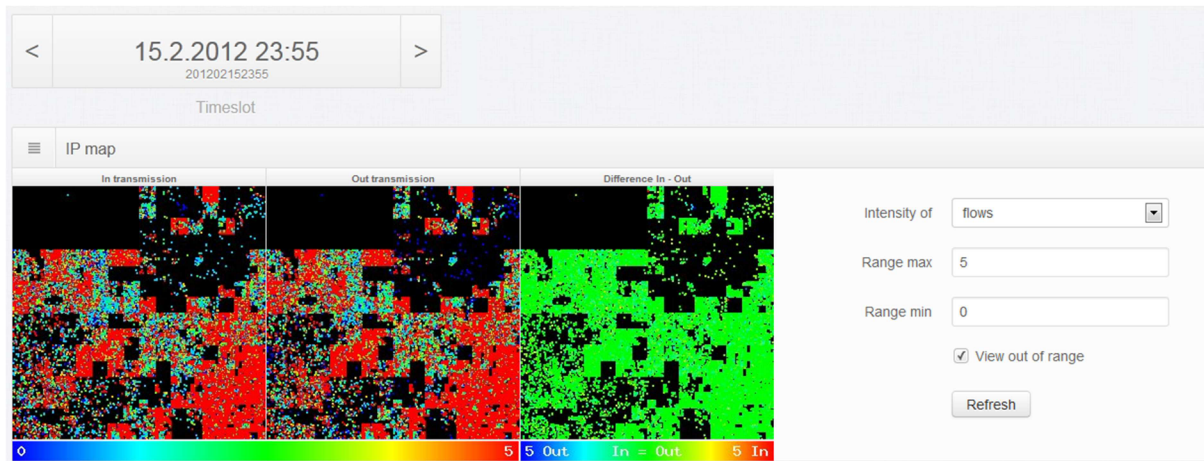 < 15.2.2012 23:55 >
201202152355
Timeslot
IP map
In transmission Out transmission Difference In - Out
Intensity of flows
Range max 5
Range min 0
View out of range
Refresh
0 5 5 Out In = Out 5 In